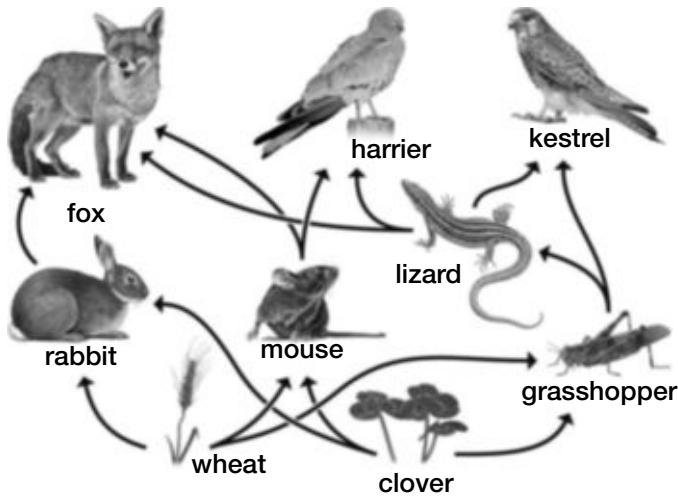 harrier
kestrel
fox
lizard
rabbit
mouse
grasshopper
wheat
clover